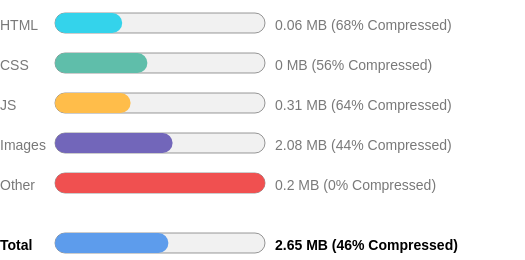 HTML 0.06 MB (68% Compressed)
CSS 0 MB (56% Compressed)
JS 0.31 MB (64% Compressed)
Images 2.08 MB (44% Compressed)
Other 0.2 MB (0% Compressed)
Total 2.65 MB (46% Compressed)